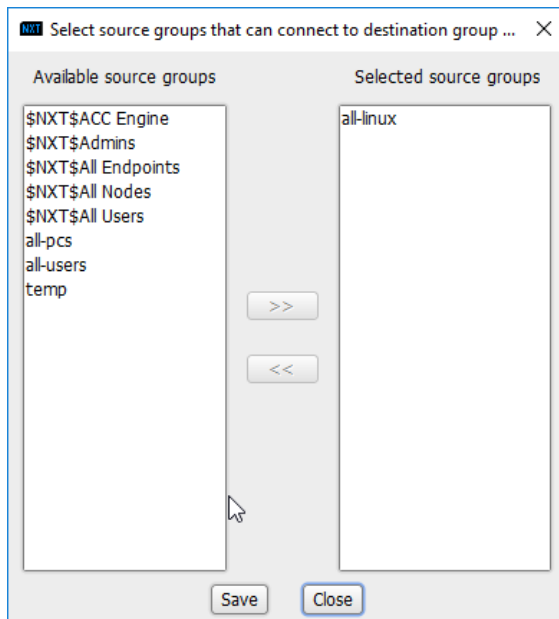 NXT Select source groups that can connect to destination group ...
Available source groups
Selected source groups
$NXT$ACC Engine
$NXT$Admins
$NXT$All Endpoints
$NXT$All Nodes
$NXT$All Users
all-pcs
all-users
temp
all-linux
>>
<<
Save
Close